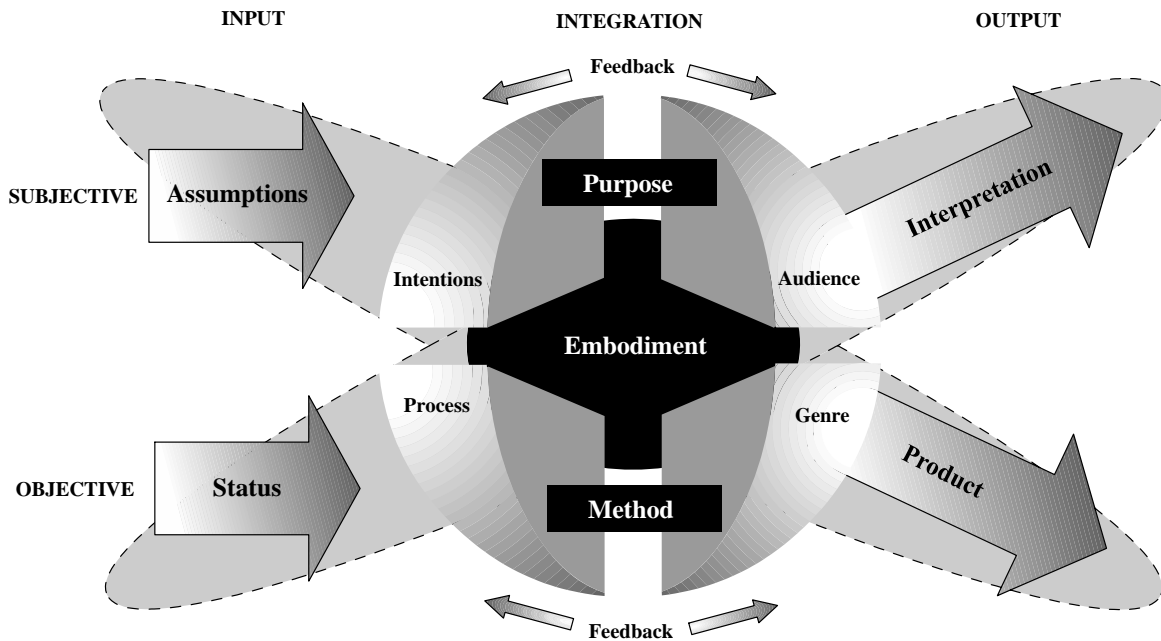 INPUT
INTEGRATION
OUTPUT
Feedback
Purpose
SUBJECTIVE
Assumptions
Interpretation
Intentions
Audience
Embodiment
Process
Genre
OBJECTIVE
Status
Product
Method
Feedback